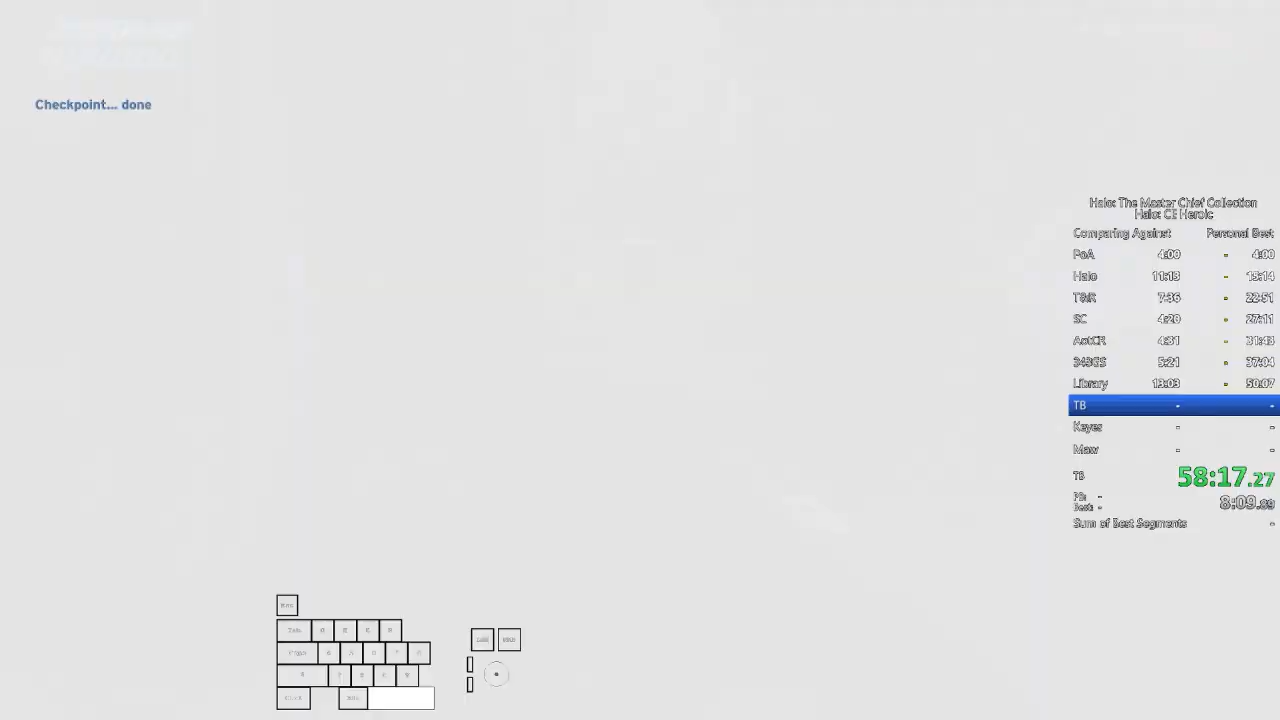 Checkpoint... done
Halo: The Master Chief Collection
Halo: CE Heroic
Comparing Against Personal Best
PoA 4:00 - 4:00
Halo 11:13 - 15:14
T&R 7:36 - 22:51
SC 4:20 - 27:11
AotCR 4:31 - 31:43
343GS 5:21 - 37:04
Library 13:03 - 50:07
TB - -
Keyes - -
Maw - -
TB 58:17.27
PB: -
Best: - 8:09.89
Sum of Best Segments -